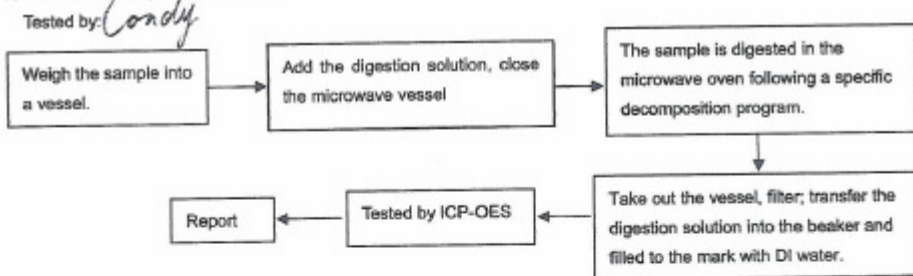 Tested by:
Weigh the sample into
a vessel.
Add the digestion solution, close
the microwave vessel
The sample is digested in the
microwave oven following a specific
decomposition program.
Take out the vessel, filter; transfer the
digestion solution into the beaker and
filled to the mark with DI water.
Tested by ICP-OES
Report